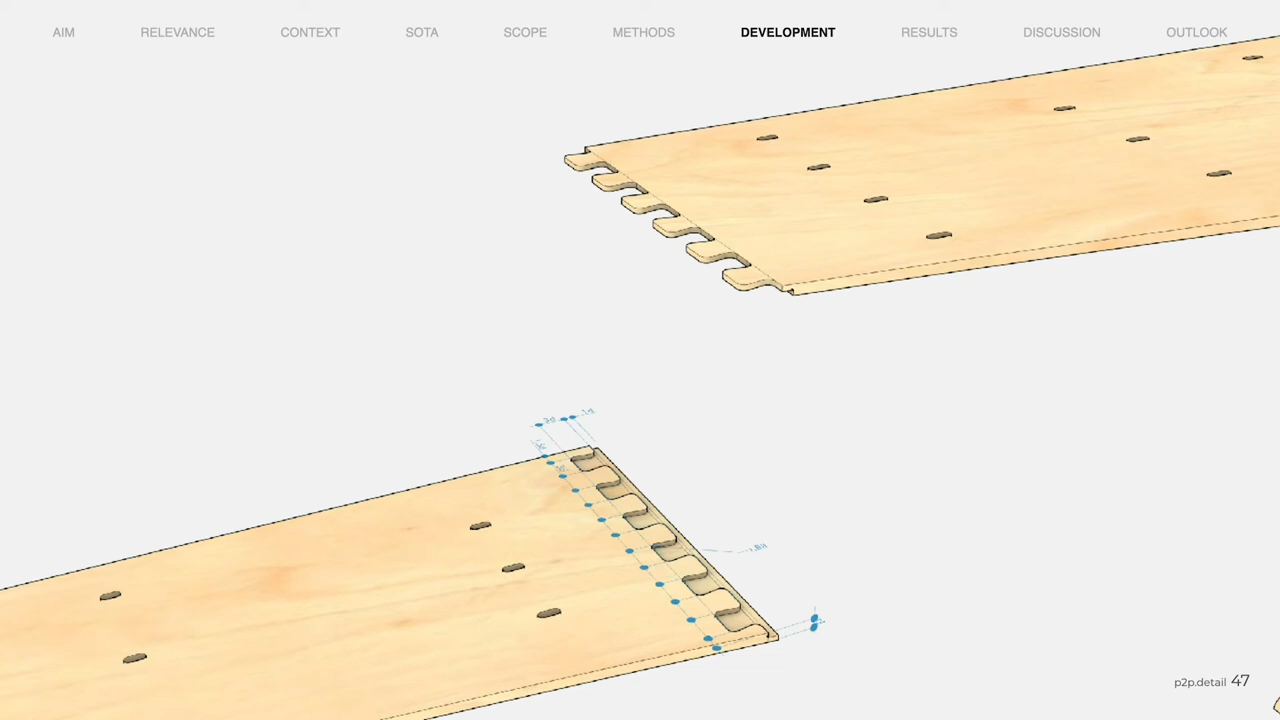 AIM RELEVANCE CONTEXT SOTA SCOPE METHODS DEVELOPMENT RESULTS DISCUSSION OUTLOOK
p2p.detail 47